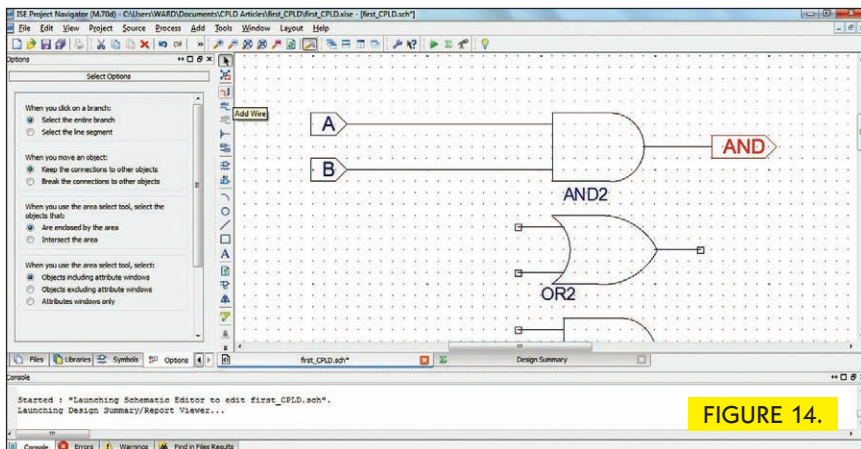 ISE Project Navigator (M.70d) - C:\Users\WARD\Documents\CPLD Articles\first_CPLD\first_CPLD.xise - [first_CPLD.sch*]
File Edit View Project Source Process Add Tools Window Layout Help
Options
Select Options
When you click on a branch:
Select the entire branch
Select the line segment
When you move an object:
Keep the connections to other objects
Break the connections to other objects
When you use the area select tool, select the
objects that:
Are enclosed by the area
Intersect the area
When you use the area select tool, select:
Objects including attribute windows
Objects excluding attribute windows
Attributes windows only
Add Wire
A
B
AND
AND2
OR2
Files Libraries Symbols Options
first_CPLD.sch*
Design Summary
Console
Started : "Launching Schematic Editor to edit first_CPLD.sch".
Launching Design Summary/Report Viewer...
FIGURE 14.
Console Errors Warnings Find in Files Results